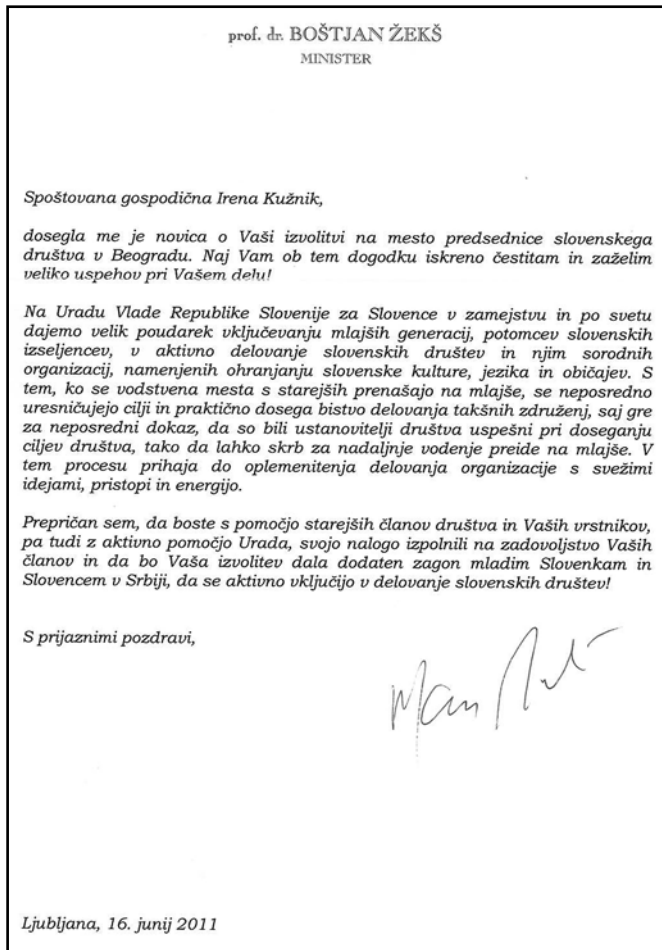 prof. dr. BOŠTJAN ŽEKŠ
MINISTER
Spoštovana gospodična Irena Kužnik,
dosegla me je novica o Vaši izvolitvi na mesto predsednice slovenskega
društva v Beogradu. Naj Vam ob tem dogodku iskreno čestitam in zaželim
veliko uspehov pri Vašem delu!
Na Uradu Vlade Republike Slovenije za Slovence v zamejstvu in po svetu
dajemo velik poudarek vključevanju mlajših generacij, potomcev slovenskih
izseljencev, v aktivno delovanje slovenskih društev in njim sorodnih
organizacij, namenjenih ohranjanju slovenske kulture, jezika in običajev. S
tem, ko se vodstvena mesta s starejših prenašajo na mlajše, se neposredno
uresničujejo cilji in praktično dosega bistvo delovanja takšnih združenj, saj gre
za neposredni dokaz, da so bili ustanovitelji društva uspešni pri doseganju
ciljev društva, tako da lahko skrb za nadaljnje vodenje preide na mlajše. V
tem procesu prihaja do oplemenitenja delovanja organizacije s svežimi
idejami, pristopi in energijo.
Prepričan sem, da boste s pomočjo starejših članov društva in Vaših vrstnikov,
pa tudi z aktivno pomočjo Urada, svojo nalogo izpolnili na zadovoljstvo Vaših
članov in da bo Vaša izvolitev dala dodaten zagon mladim Slovenkam in
Slovencem v Srbiji, da se aktivno vključijo v delovanje slovenskih društev!
S prijaznimi pozdravi,
Ljubljana, 16. junij 2011